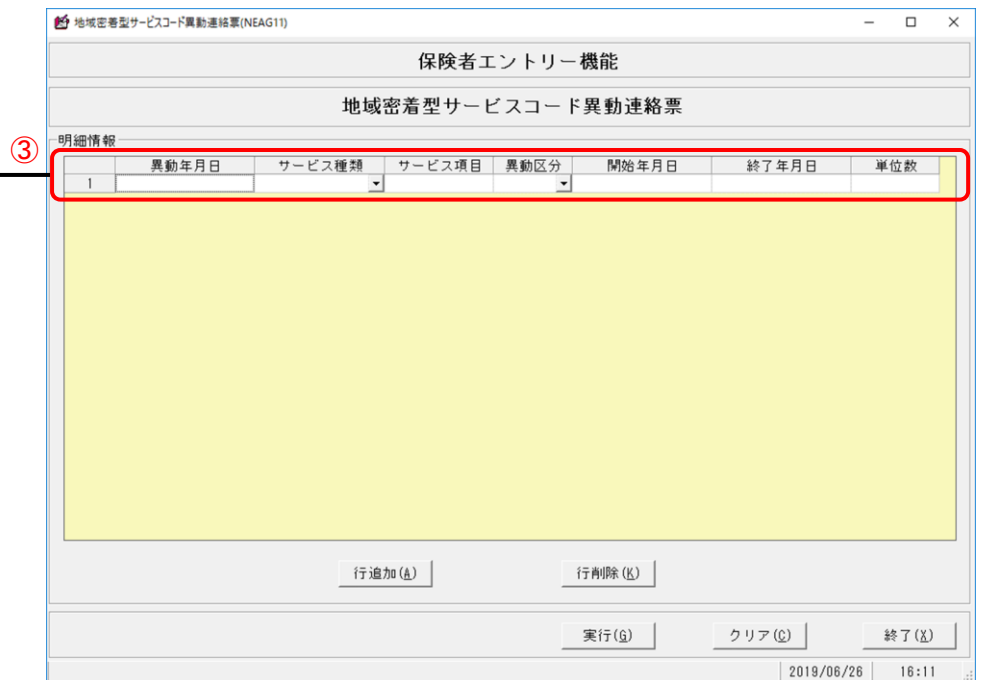 地域密着型サービスコード異動連絡票(NEAG11)
保険者エントリー機能
地域密着型サービスコード異動連絡票
明細情報
③
異動年月日 サービス種類 サービス項目 異動区分 開始年月日 終了年月日 単位数
1
行追加(A) 行削除(K)
実行(G) クリア(C) 終了(X)
2019/06/26 16:11